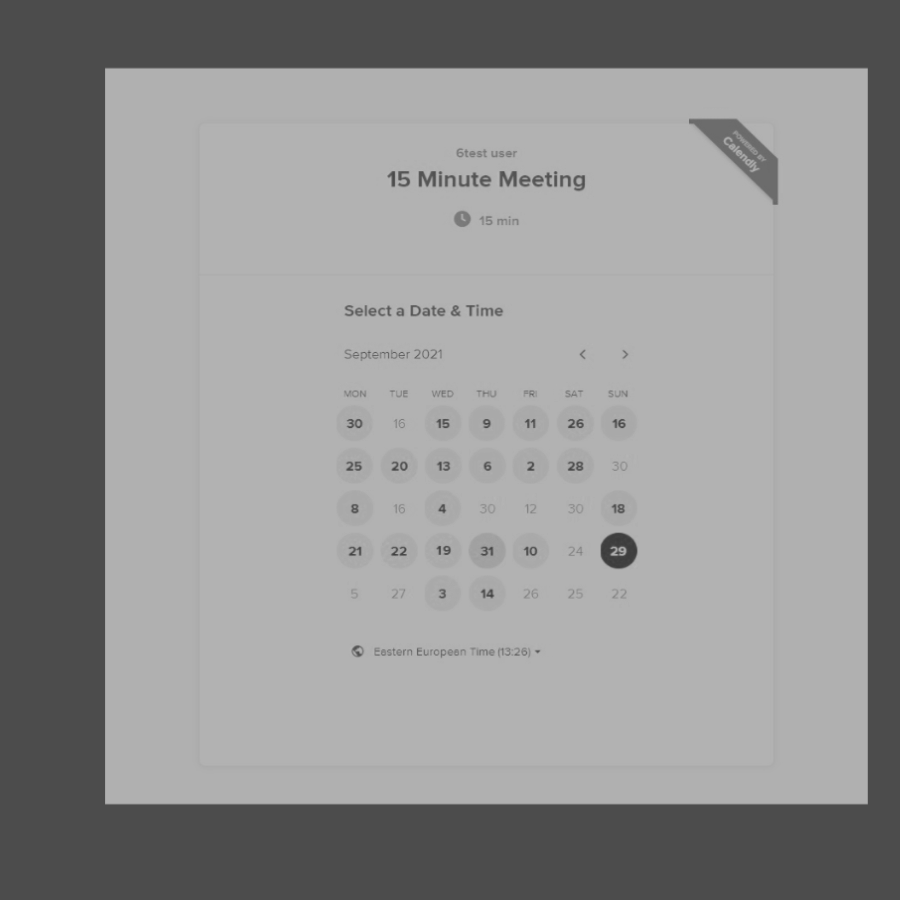 POWERED BY
Calendly
6test user
15 Minute Meeting
15 min
Select a Date & Time
September 2021
MON TUE WED THU FRI SAT SUN
30 16 15 9 11 26 16
25 20 13 6 2 28 30
8 16 4 30 12 30 18
21 22 19 31 10 24 29
5 27 3 14 26 25 22
Eastern European Time (13:26)